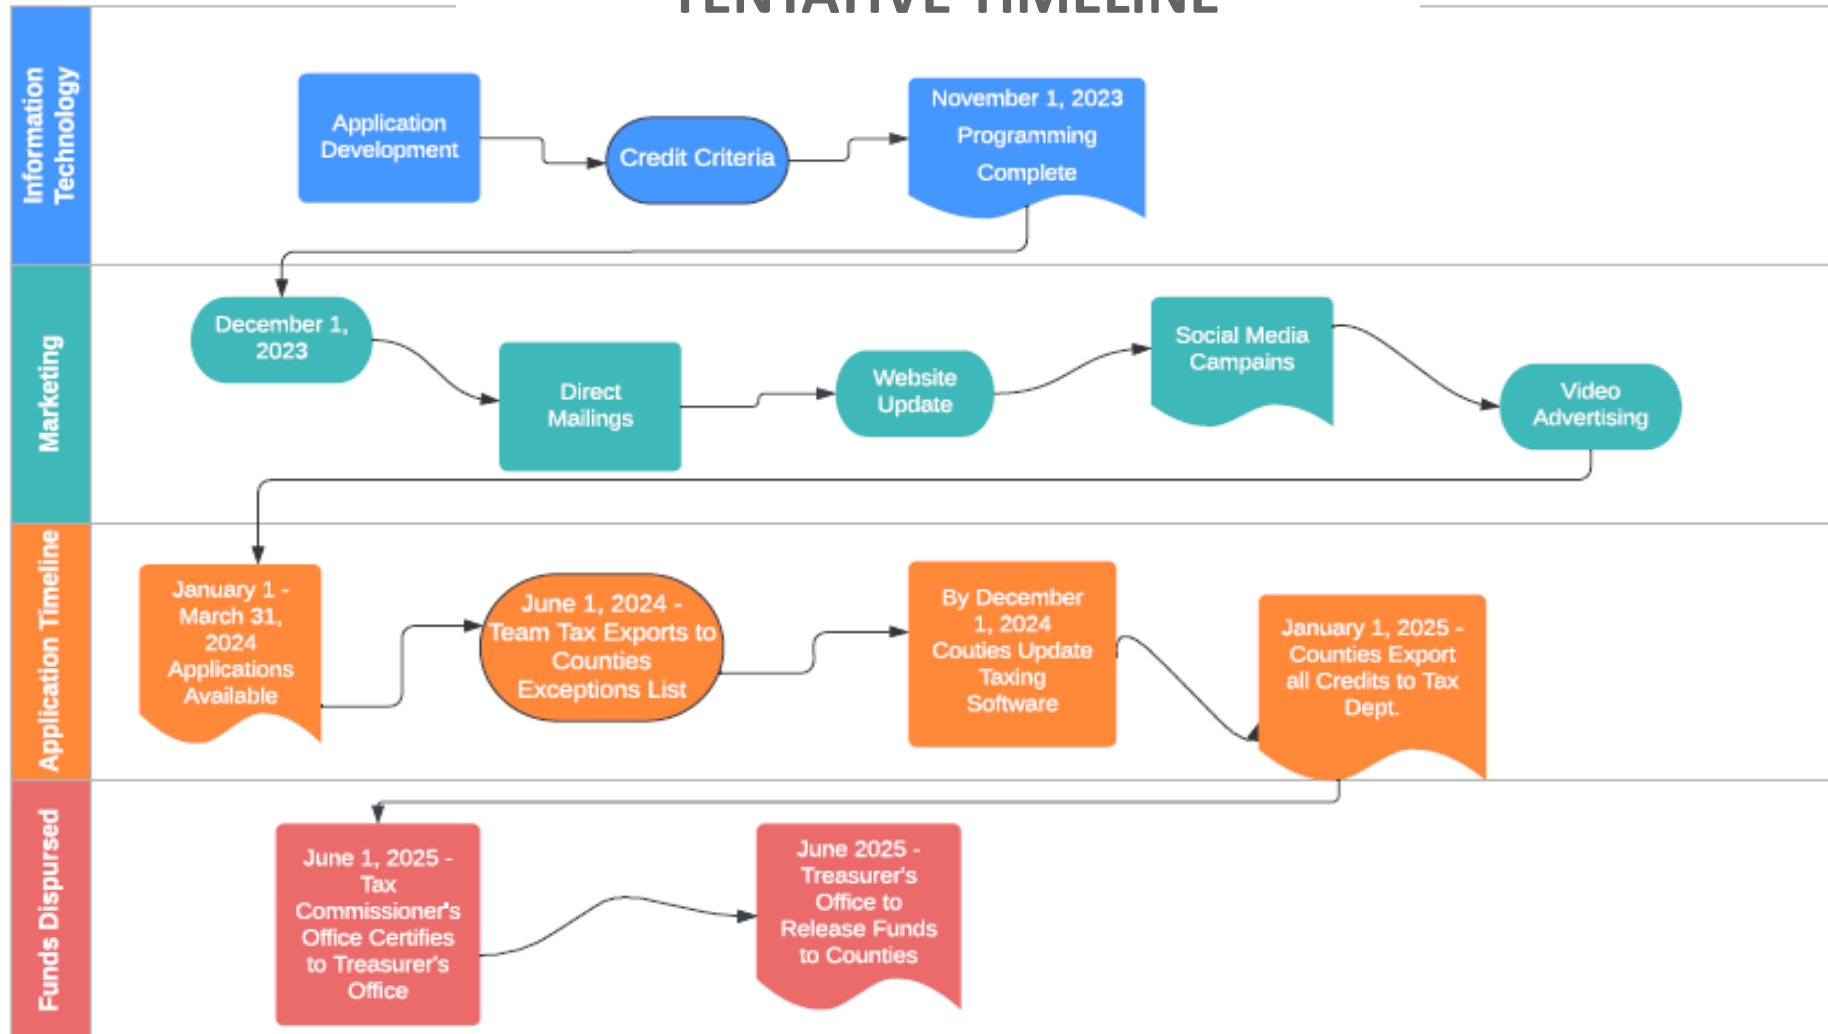 TENTATIVE TIMELINE
Information
Technology
Application
Development
Credit Criteria
November 1, 2023
Programming
Complete
Marketing
December 1,
2023
Direct
Mailings
Website
Update
Social Media
Campains
Video
Advertising
Application Timeline
January 1 -
March 31,
2024
Applications
Available
June 1, 2024 -
Team Tax Exports to
Counties
Exceptions List
By December
1, 2024
Couties Update
Taxing
Software
January 1, 2025 -
Counties Export
all Credits to Tax
Dept.
Funds Dispursed
June 1, 2025 -
Tax
Commissioner's
Office Certifies
to Treasurer's
Office
June 2025 -
Treasurer's
Office to
Release Funds
to Counties